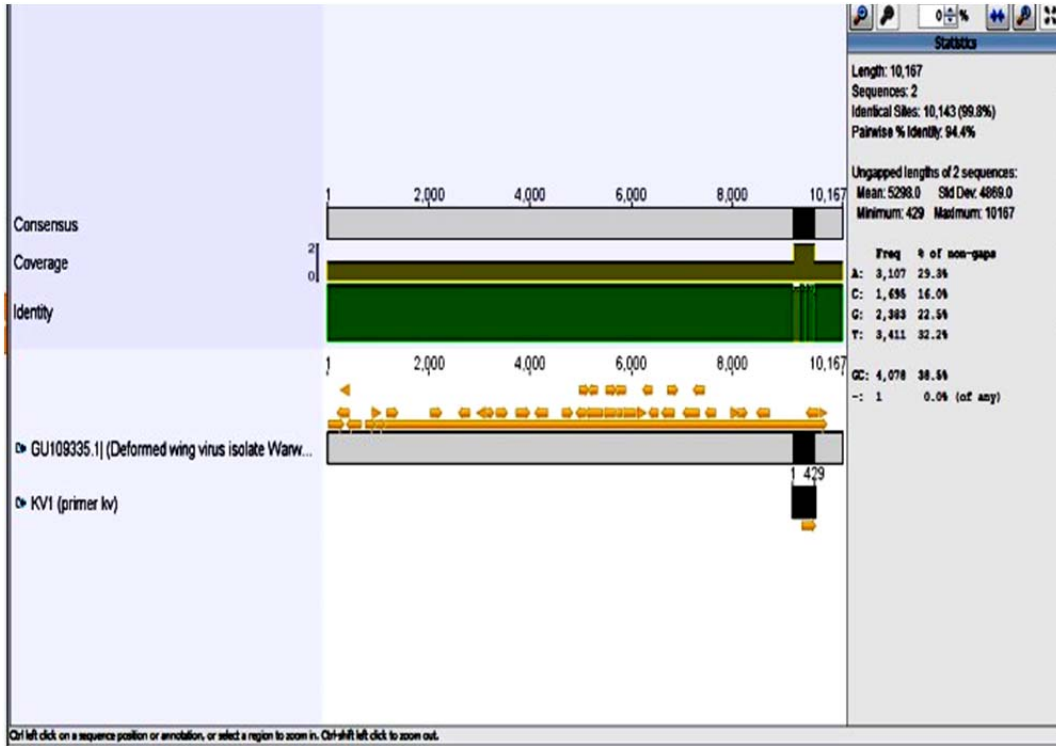 0 %
Statistics
Length: 10,167
Sequences: 2
Identical Sites: 10,143 (99.8%)
Pairwise % Identity: 94.4%
Ungapped lengths of 2 sequences:
Mean: 5298.0 Std Dev: 4869.0
Minimum: 429 Maximum: 10167
Freq % of non-gaps
A: 3,107 29.3%
C: 1,695 16.0%
G: 2,383 22.5%
T: 3,411 32.2%
GC: 4,078 38.5%
-: 1 0.0% (of any)
1 2,000 4,000 6,000 8,000 10,167
Consensus
Coverage
2
0
Identity
1 2,000 4,000 6,000 8,000 10,167
GU109335.1| (Deformed wing virus isolate Warw...
1 429
KV1 (primer kv)
Ctrl left click on a sequence position or annotation, or select a region to zoom in. Ctrl-shift left click to zoom out.